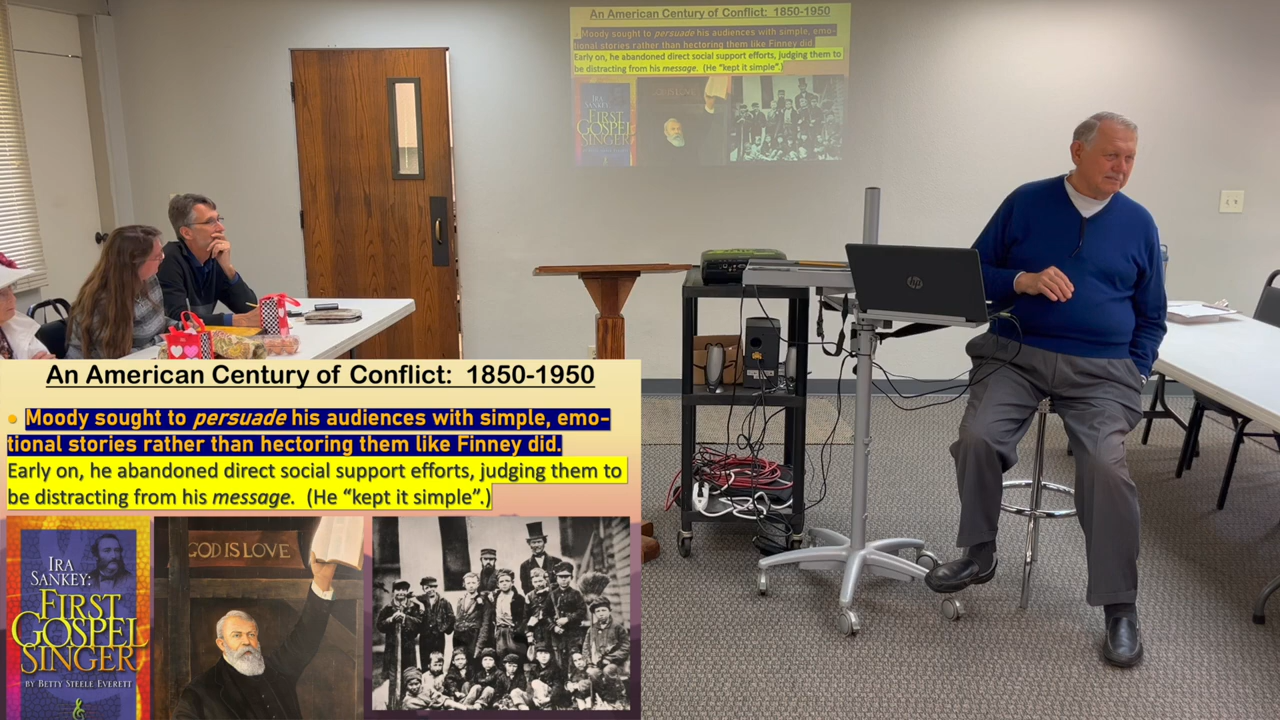 An American Century of Conflict: 1850-1950
Moody sought to persuade his audiences with simple, emo-
tional stories rather than hectoring them like Finney did.
Early on, he abandoned direct social support efforts, judging them to
be distracting from his message. (He "kept it simple".)
IRA
SANKEY:
FIRST
GOSPEL
SINGER
hp
An American Century of Conflict: 1850-1950
• Moody sought to persuade his audiences with simple, emo-
tional stories rather than hectoring them like Finney did.
Early on, he abandoned direct social support efforts, judging them to
be distracting from his message. (He “kept it simple”.)
IRA
SANKEY:
FIRST
GOSPEL
SINGER
BY BETTY STEELE EVERETT
GOD IS LOVE